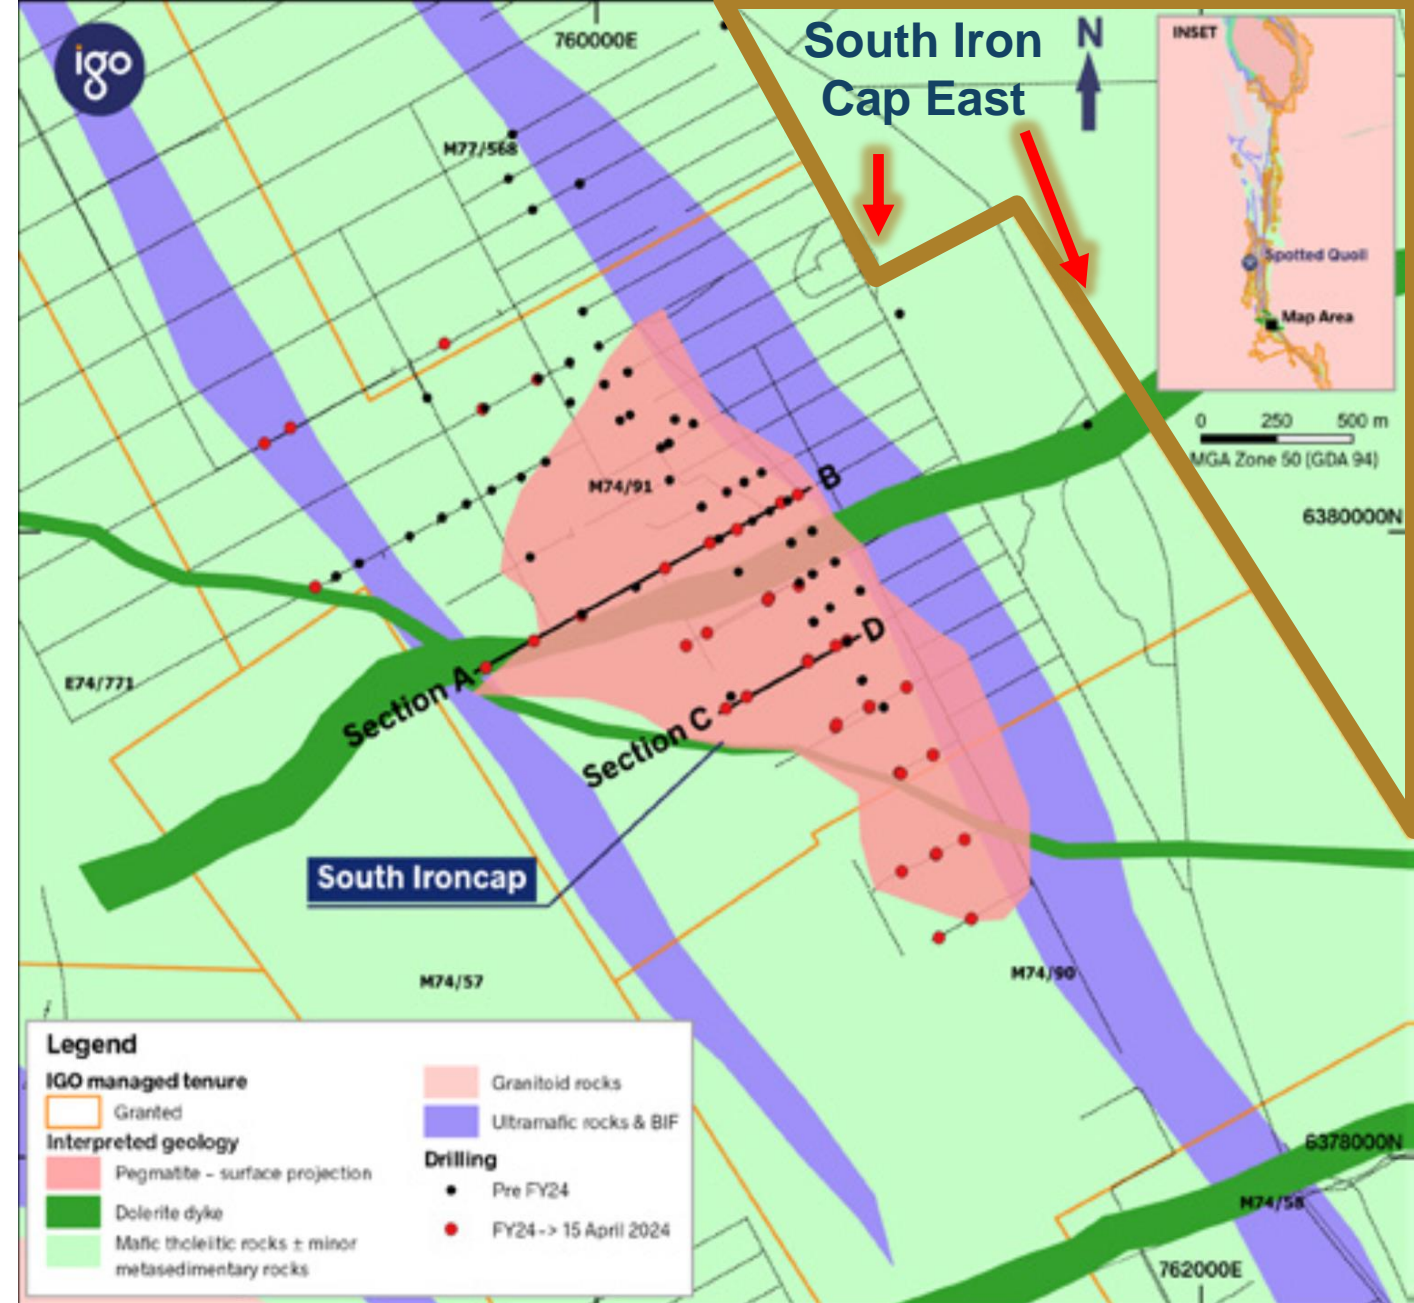 igo
760000E
South Iron
Cap East
N
INSET
Spotted Quoll
Map Area
M77/568
0 250 500 m
MGA Zone 50 (GDA 94)
6380000N
M74/91
B
D
E74/771
Section A
Section C
South Ironcap
M74/57
M74/90
6378000N
M74/58
762000E
Legend
IGO managed tenure
Granted
Interpreted geology
Pegmatite – surface projection
Dolerite dyke
Mafic tholeiitic rocks ± minor
metasedimentary rocks
Granitoid rocks
Ultramafic rocks & BIF
Drilling
Pre FY24
FY24-> 15 April 2024